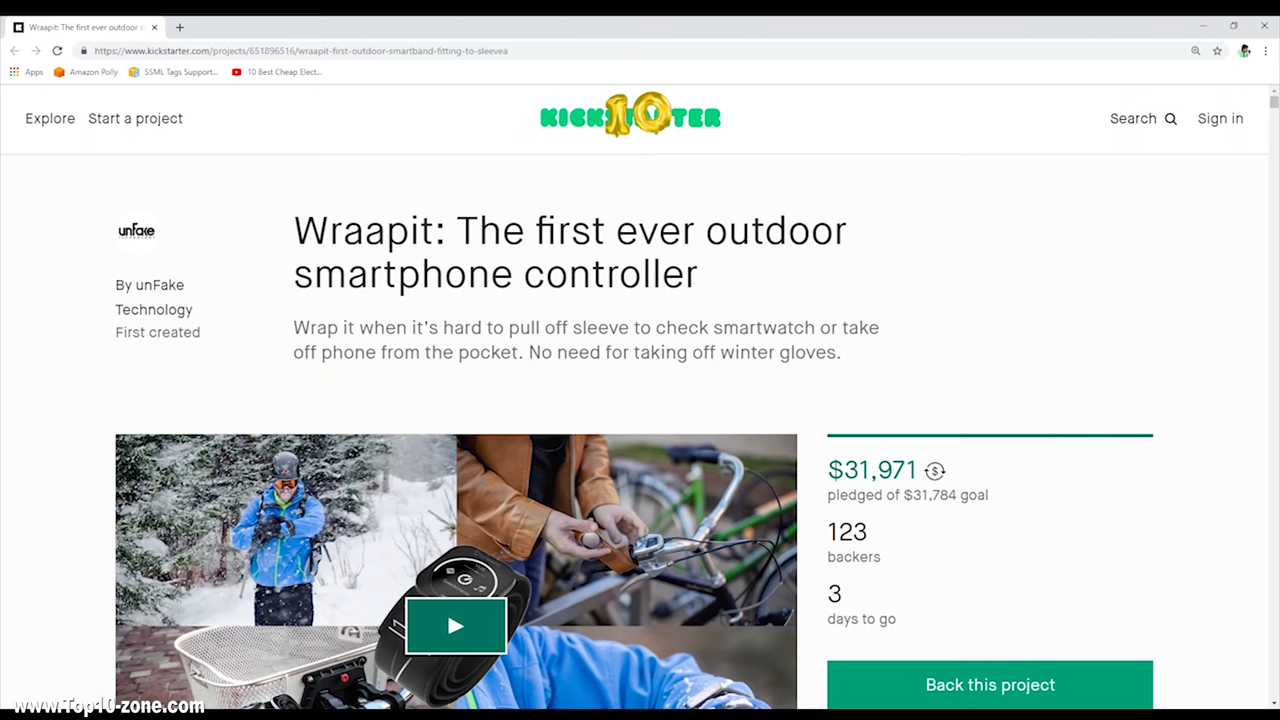 Wraapit: The first ever outdoor s
https://www.kickstarter.com/projects/651896516/wraapit-first-outdoor-smartband-fitting-to-sleevea
Apps
Amazon Polly
SSML Tags Support...
10 Best Cheap Elect...
Explore
Start a project
KICK10TER
Search
Sign in
unfake
Wraapit: The first ever outdoor
smartphone controller
By unFake
Technology
First created
Wrap it when it's hard to pull off sleeve to check smartwatch or take
off phone from the pocket. No need for taking off winter gloves.
$31,971
pledged of $31,784 goal
123
backers
3
days to go
Back this project
www.Top10-zone.com